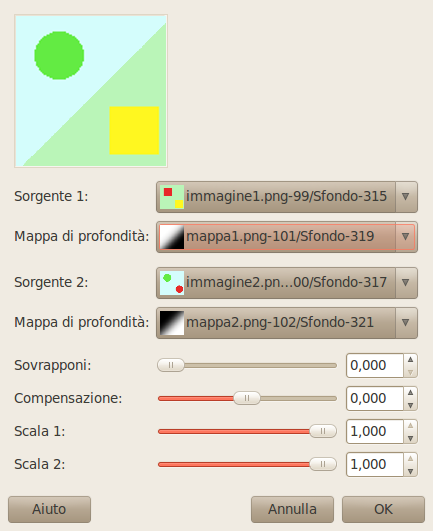 Sorgente 1: immagine1.png-99/Sfondo-315
Mappa di profondità: mappa1.png-101/Sfondo-319
Sorgente 2: immagine2.pn...00/Sfondo-317
Mappa di profondità: mappa2.png-102/Sfondo-321
Sovrapponi: 0,000
Compensazione: 0,000
Scala 1: 1,000
Scala 2: 1,000
Aiuto Annulla OK